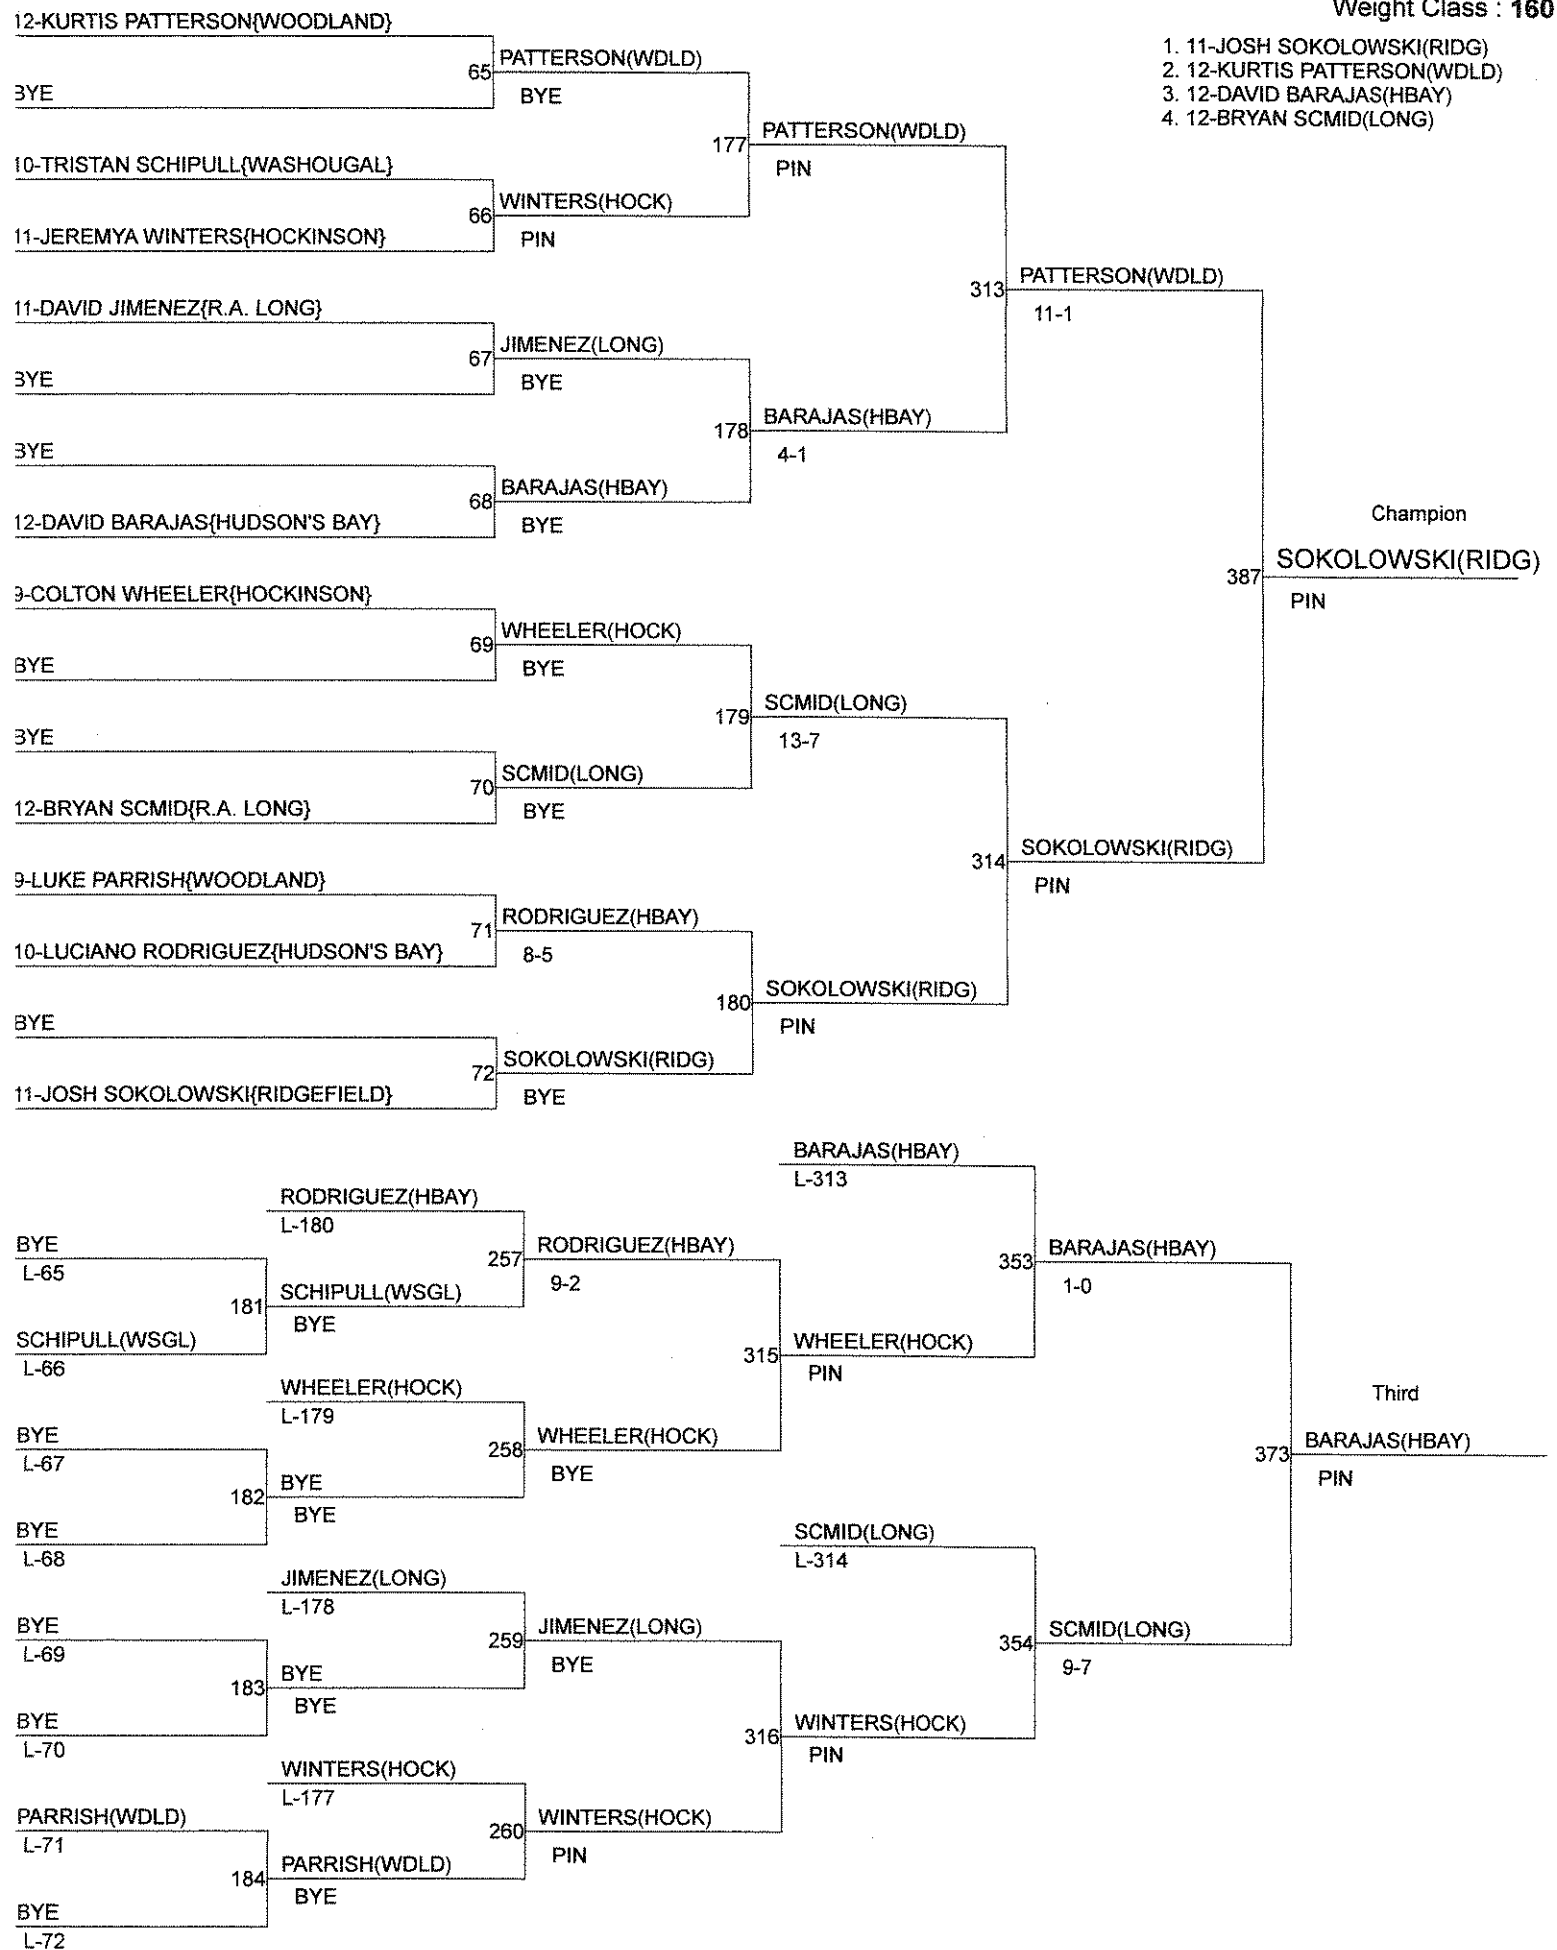 Weight Class : 160
1. 11-JOSH SOKOLOWSKI(RIDG)
2. 12-KURTIS PATTERSON(WDLD)
3. 12-DAVID BARAJAS(HBAY)
4. 12-BRYAN SCMID(LONG)
12-KURTIS PATTERSON{WOODLAND}
65
PATTERSON(WDLD)
BYE
BYE
177
PATTERSON(WDLD)
PIN
10-TRISTAN SCHIPULL{WASHOUGAL}
66
WINTERS(HOCK)
PIN
11-JEREMYA WINTERS{HOCKINSON}
313
PATTERSON(WDLD)
11-1
11-DAVID JIMENEZ{R.A. LONG}
67
JIMENEZ(LONG)
BYE
BYE
178
BARAJAS(HBAY)
4-1
BYE
68
BARAJAS(HBAY)
BYE
12-DAVID BARAJAS{HUDSON'S BAY}
Champion
387
SOKOLOWSKI(RIDG)
PIN
9-COLTON WHEELER{HOCKINSON}
69
WHEELER(HOCK)
BYE
BYE
179
SCMID(LONG)
13-7
BYE
70
SCMID(LONG)
BYE
12-BRYAN SCMID{R.A. LONG}
314
SOKOLOWSKI(RIDG)
PIN
9-LUKE PARRISH{WOODLAND}
71
RODRIGUEZ(HBAY)
8-5
10-LUCIANO RODRIGUEZ{HUDSON'S BAY}
180
SOKOLOWSKI(RIDG)
PIN
BYE
72
SOKOLOWSKI(RIDG)
BYE
11-JOSH SOKOLOWSKI{RIDGEFIELD}
BARAJAS(HBAY)
L-313
RODRIGUEZ(HBAY)
L-180
BYE
L-65
257
RODRIGUEZ(HBAY)
9-2
353
BARAJAS(HBAY)
1-0
181
SCHIPULL(WSGL)
BYE
SCHIPULL(WSGL)
L-66
315
WHEELER(HOCK)
PIN
WHEELER(HOCK)
L-179
Third
BYE
L-67
258
WHEELER(HOCK)
BYE
373
BARAJAS(HBAY)
PIN
182
BYE
BYE
BYE
L-68
SCMID(LONG)
L-314
JIMENEZ(LONG)
L-178
BYE
L-69
259
JIMENEZ(LONG)
BYE
354
SCMID(LONG)
9-7
183
BYE
BYE
BYE
L-70
316
WINTERS(HOCK)
PIN
WINTERS(HOCK)
L-177
PARRISH(WDLD)
L-71
260
WINTERS(HOCK)
PIN
184
PARRISH(WDLD)
BYE
BYE
L-72